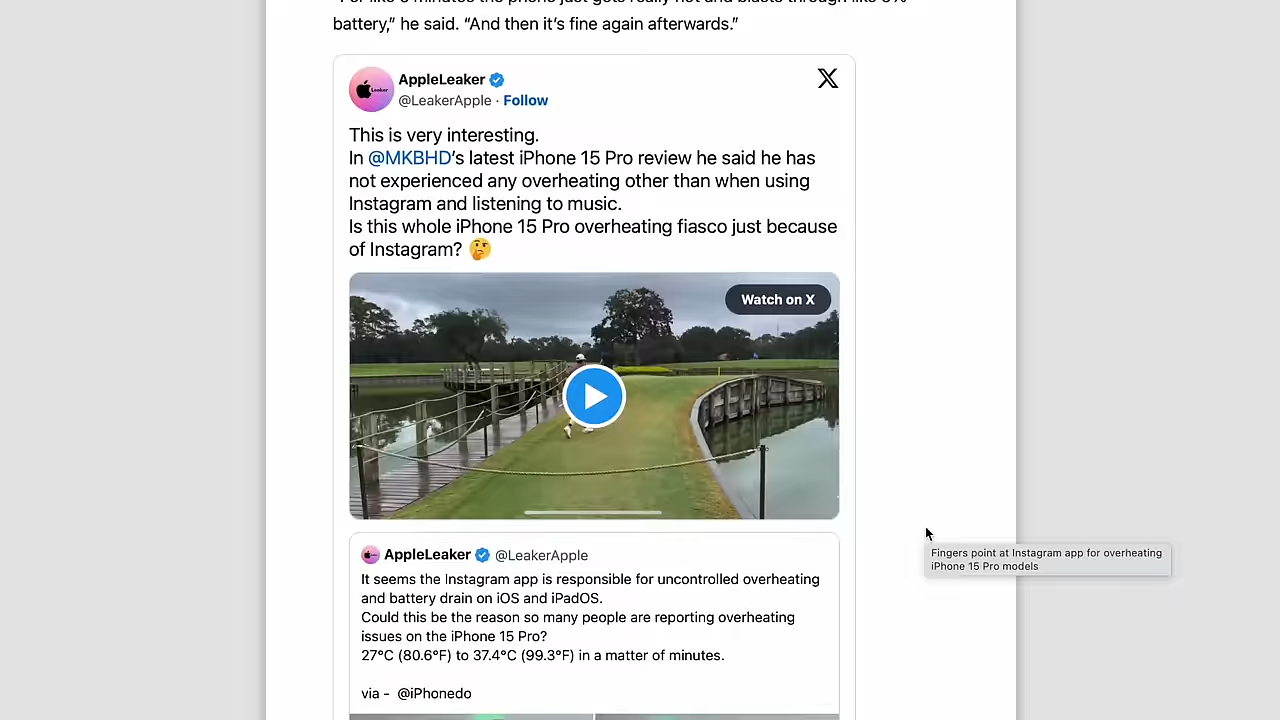 battery,” he said. “And then it’s fine again afterwards.”
AppleLeaker
@LeakerApple · Follow
This is very interesting.
In @MKBHD’s latest iPhone 15 Pro review he said he has
not experienced any overheating other than when using
Instagram and listening to music.
Is this whole iPhone 15 Pro overheating fiasco just because
of Instagram? 🤔
Watch on X
AppleLeaker @LeakerApple
It seems the Instagram app is responsible for uncontrolled overheating
and battery drain on iOS and iPadOS.
Could this be the reason so many people are reporting overheating
issues on the iPhone 15 Pro?
27°C (80.6°F) to 37.4°C (99.3°F) in a matter of minutes.
via - @iPhonedo
Fingers point at Instagram app for overheating
iPhone 15 Pro models